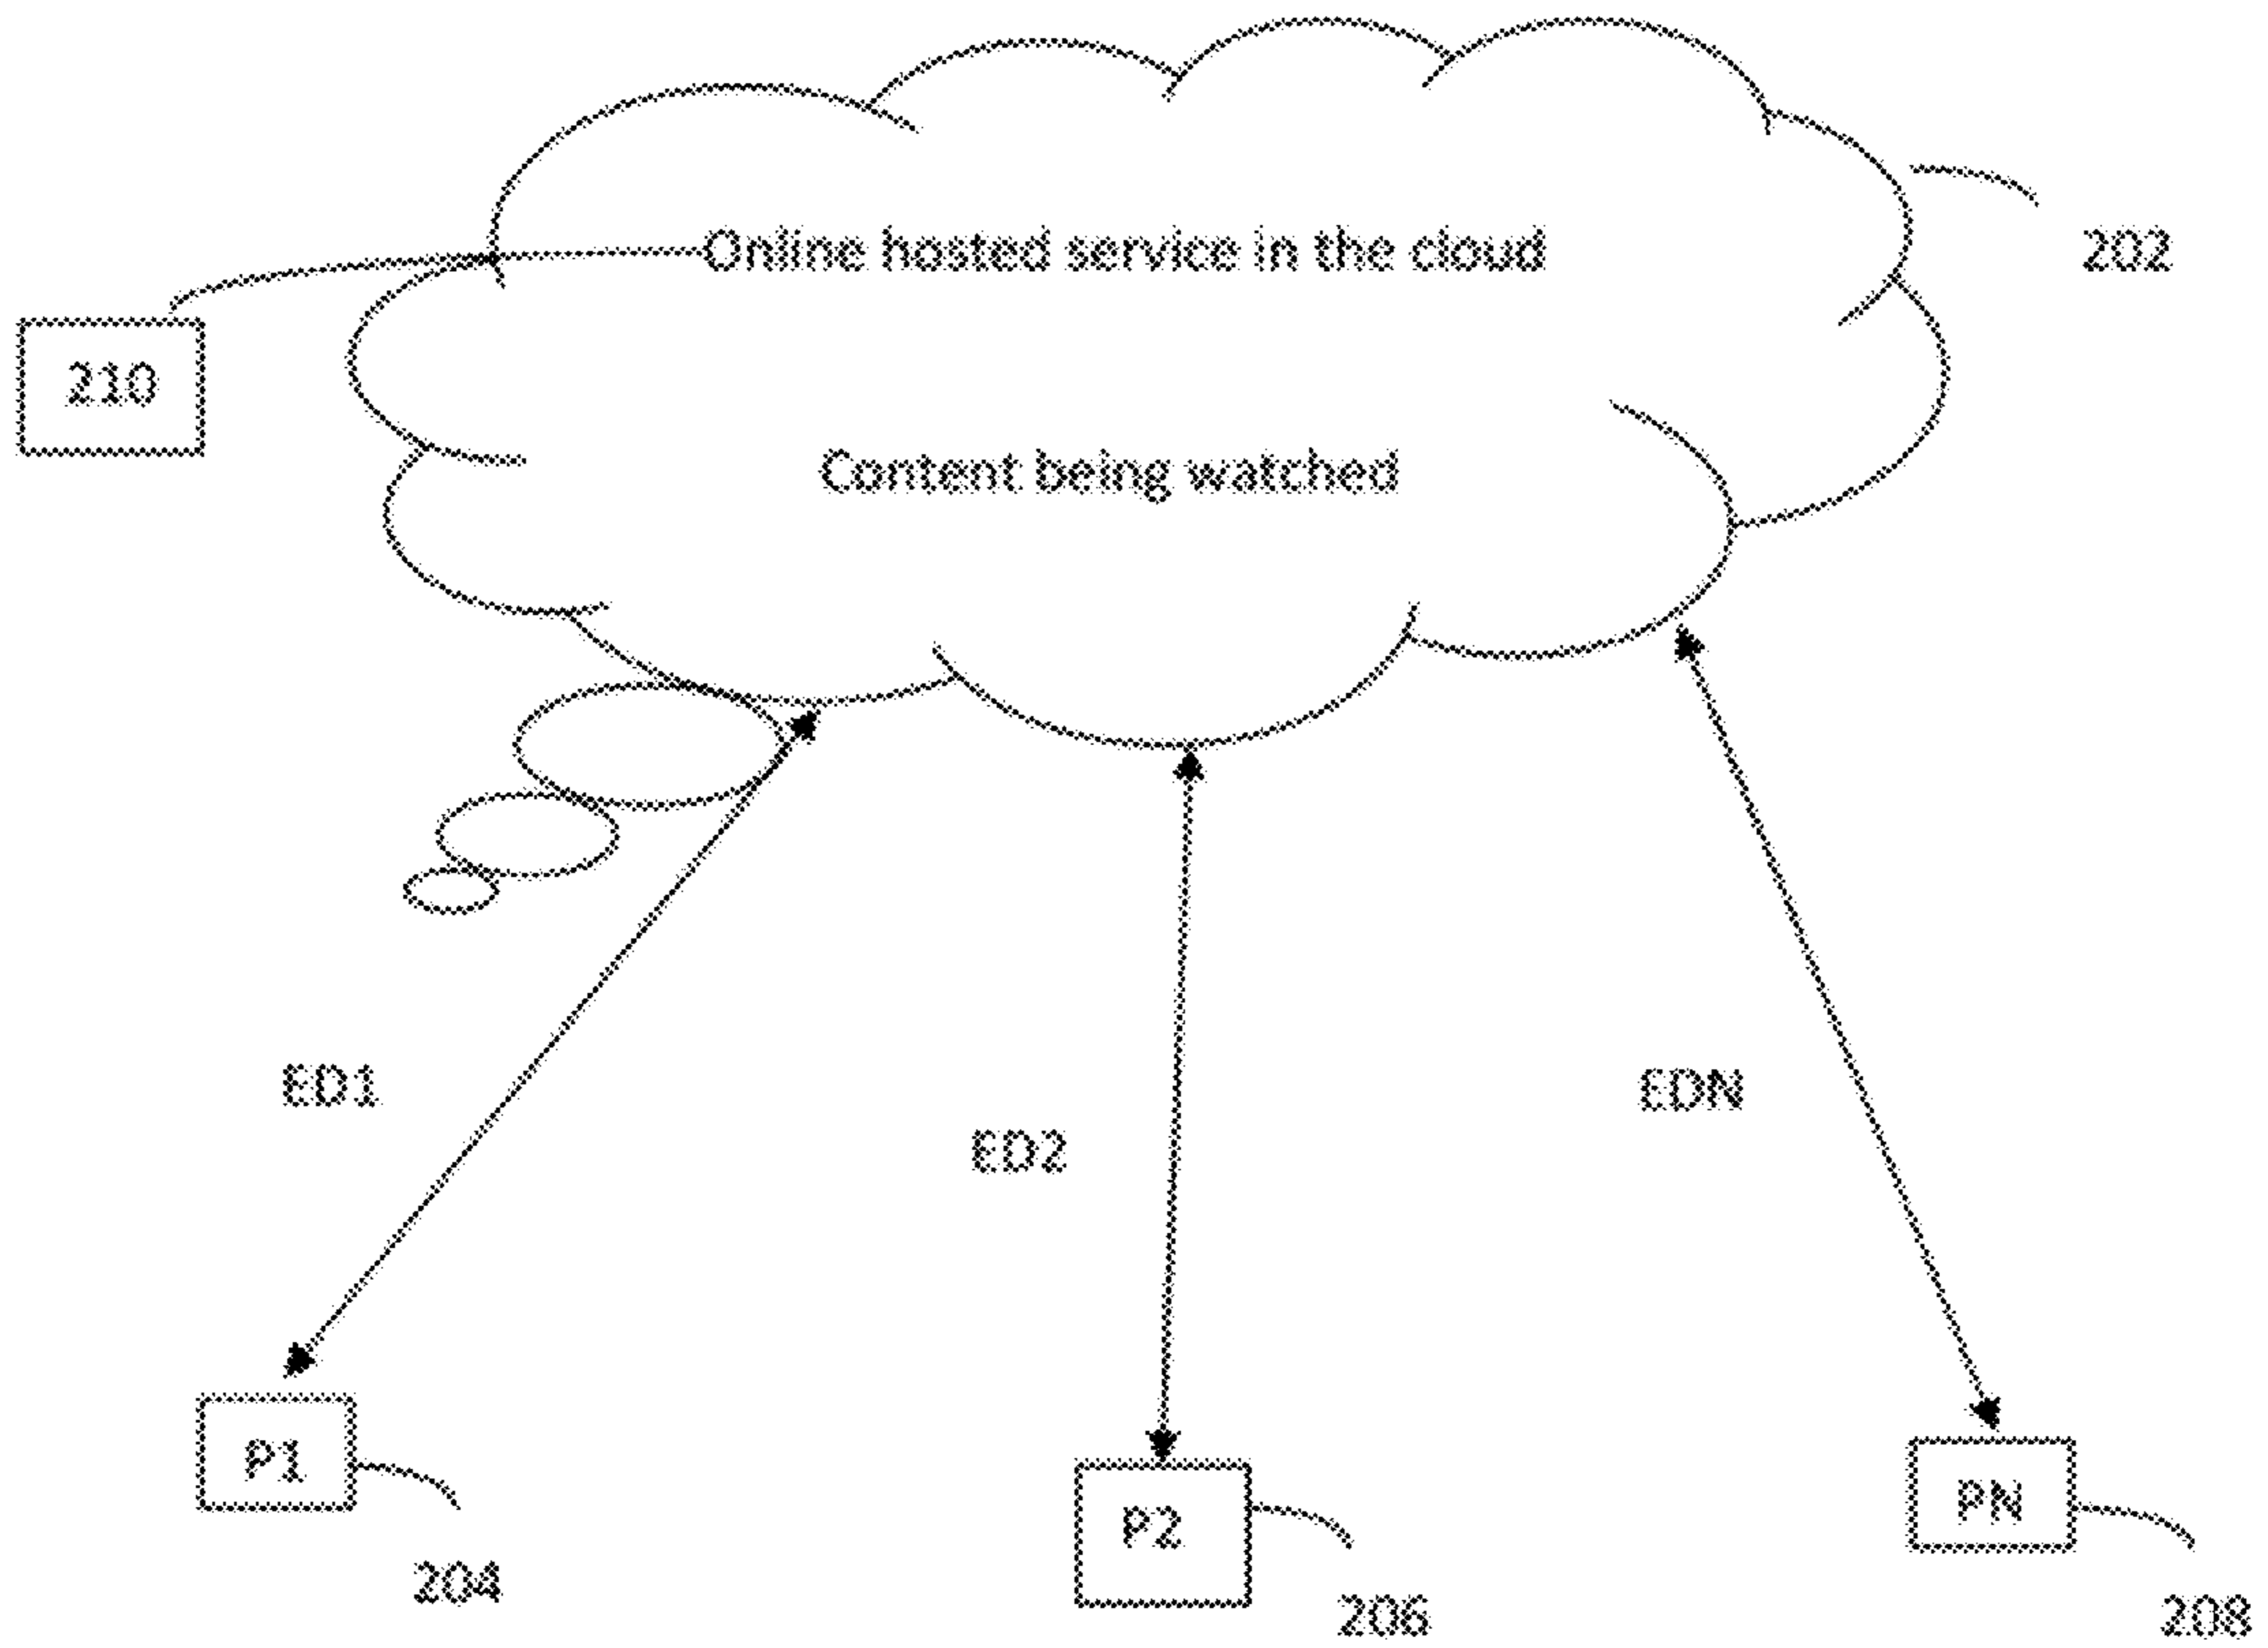 Online hosted service in the cloud
202
210
Content being watched
ED1
EDN
ED2
P1
PN
P2
204
206
208